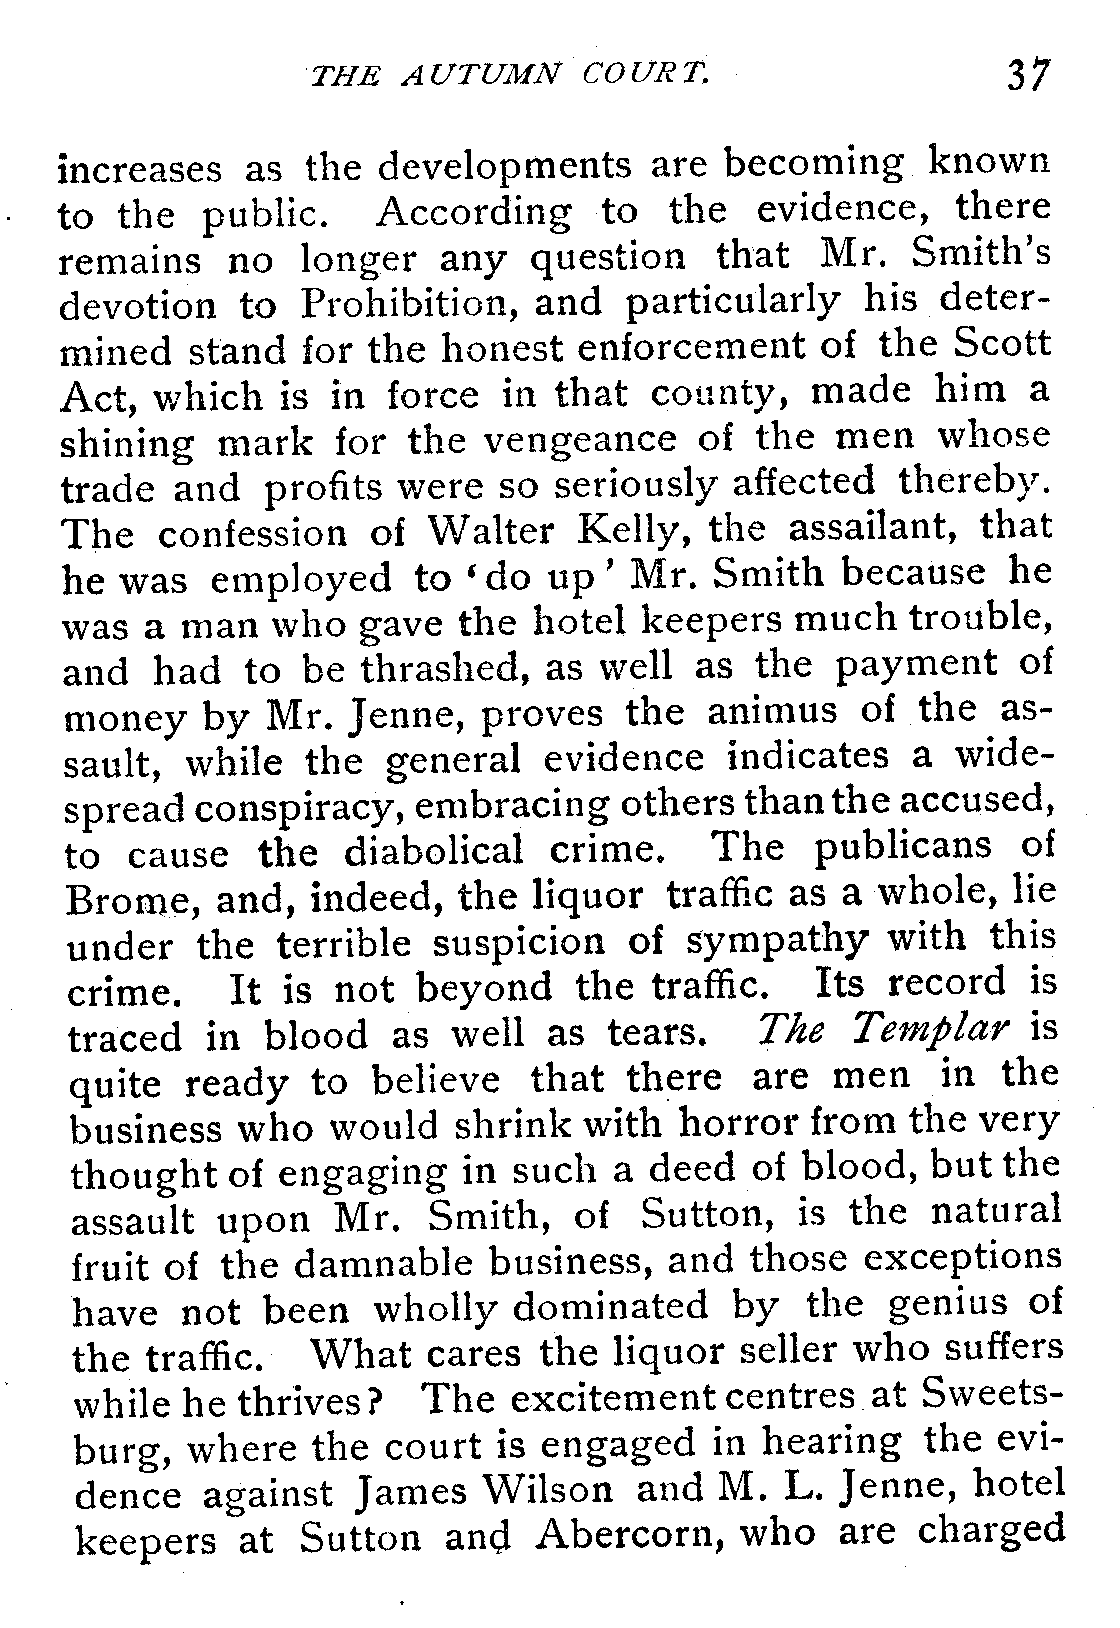 THE AUTUMN COURT. 37
increases as the developments are becoming known
to the public. According to the evidence, there
remains no longer any question that Mr. Smith's
devotion to Prohibition, and particularly his deter-
mined stand for the honest enforcement of the Scott
Act, which is in force in that county, made him a
shining mark for the vengeance of the men whose
trade and profits were so seriously affected thereby.
The confession of Walter Kelly, the assailant, that
he was employed to ‘do up’ Mr. Smith because he
was a man who gave the hotel keepers much trouble,
and had to be thrashed, as well as the payment of
money by Mr. Jenne, proves the animus of the as-
sault, while the general evidence indicates a wide-
spread conspiracy, embracing others than the accused,
to cause the diabolical crime. The publicans of
Brome, and, indeed, the liquor traffic as a whole, lie
under the terrible suspicion of sympathy with this
crime. It is not beyond the traffic. Its record is
traced in blood as well as tears. The Templar is
quite ready to believe that there are men in the
business who would shrink with horror from the very
thought of engaging in such a deed of blood, but the
assault upon Mr. Smith, of Sutton, is the natural
fruit of the damnable business, and those exceptions
have not been wholly dominated by the genius of
the traffic. What cares the liquor seller who suffers
while he thrives? The excitement centres at Sweets-
burg, where the court is engaged in hearing the evi-
dence against James Wilson and M. L. Jenne, hotel
keepers at Sutton and Abercorn, who are charged